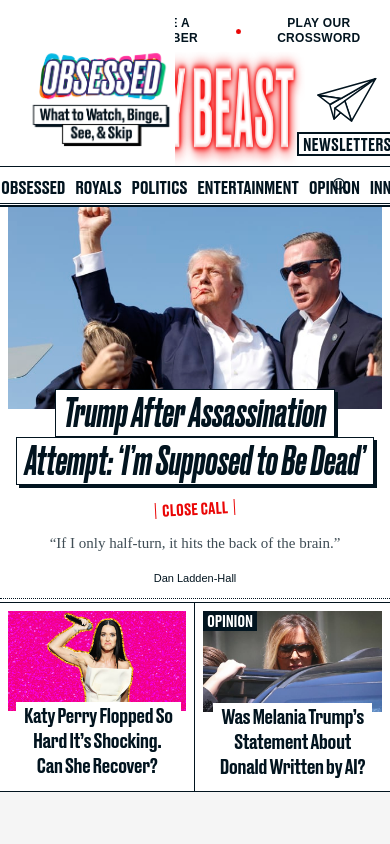 E A
BER
PLAY OUR
CROSSWORD
OBSESSED
What to Watch, Binge,
See, & Skip
Y BEAST
NEWSLETTERS
OBSESSED ROYALS POLITICS ENTERTAINMENT OPINION INN
Trump After Assassination
Attempt: ‘I’m Supposed to Be Dead’
CLOSE CALL
“If I only half-turn, it hits the back of the brain.”
Dan Ladden-Hall
Katy Perry Flopped So
Hard It’s Shocking.
Can She Recover?
OPINION
Was Melania Trump’s
Statement About
Donald Written by AI?